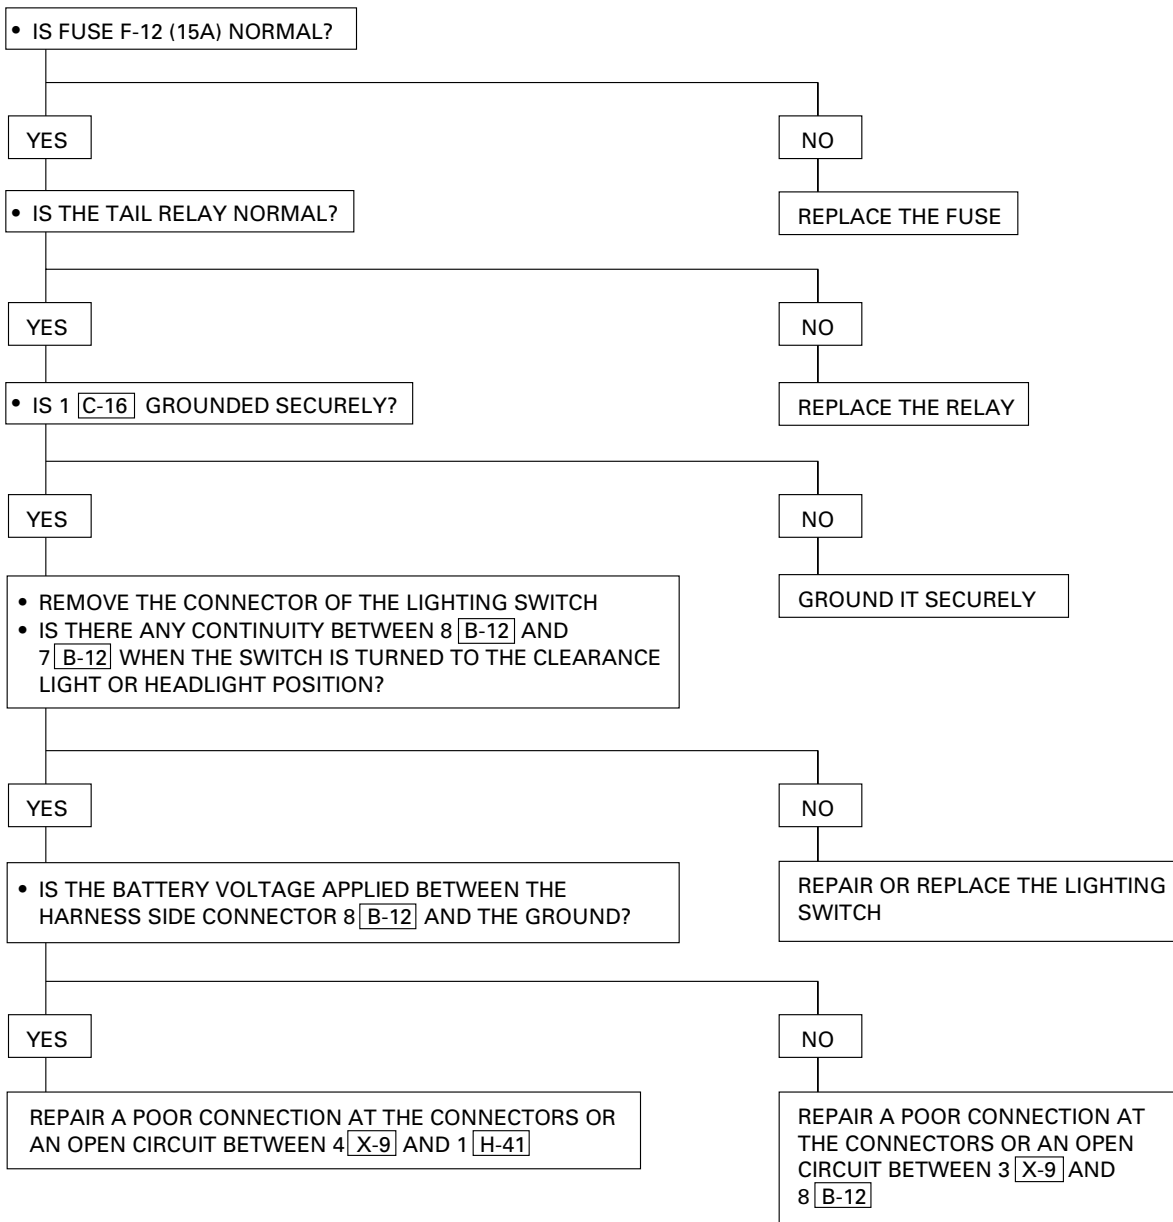 • IS FUSE F-12 (15A) NORMAL?
YES
NO
• IS THE TAIL RELAY NORMAL?
REPLACE THE FUSE
YES
NO
• IS 1 C-16 GROUNDED SECURELY?
REPLACE THE RELAY
YES
NO
• REMOVE THE CONNECTOR OF THE LIGHTING SWITCH
• IS THERE ANY CONTINUITY BETWEEN 8 B-12 AND
7 B-12 WHEN THE SWITCH IS TURNED TO THE CLEARANCE
LIGHT OR HEADLIGHT POSITION?
GROUND IT SECURELY
YES
NO
• IS THE BATTERY VOLTAGE APPLIED BETWEEN THE
HARNESS SIDE CONNECTOR 8 B-12 AND THE GROUND?
REPAIR OR REPLACE THE LIGHTING
SWITCH
YES
NO
REPAIR A POOR CONNECTION AT THE CONNECTORS OR
AN OPEN CIRCUIT BETWEEN 4 X-9 AND 1 H-41
REPAIR A POOR CONNECTION AT
THE CONNECTORS OR AN OPEN
CIRCUIT BETWEEN 3 X-9 AND
8 B-12